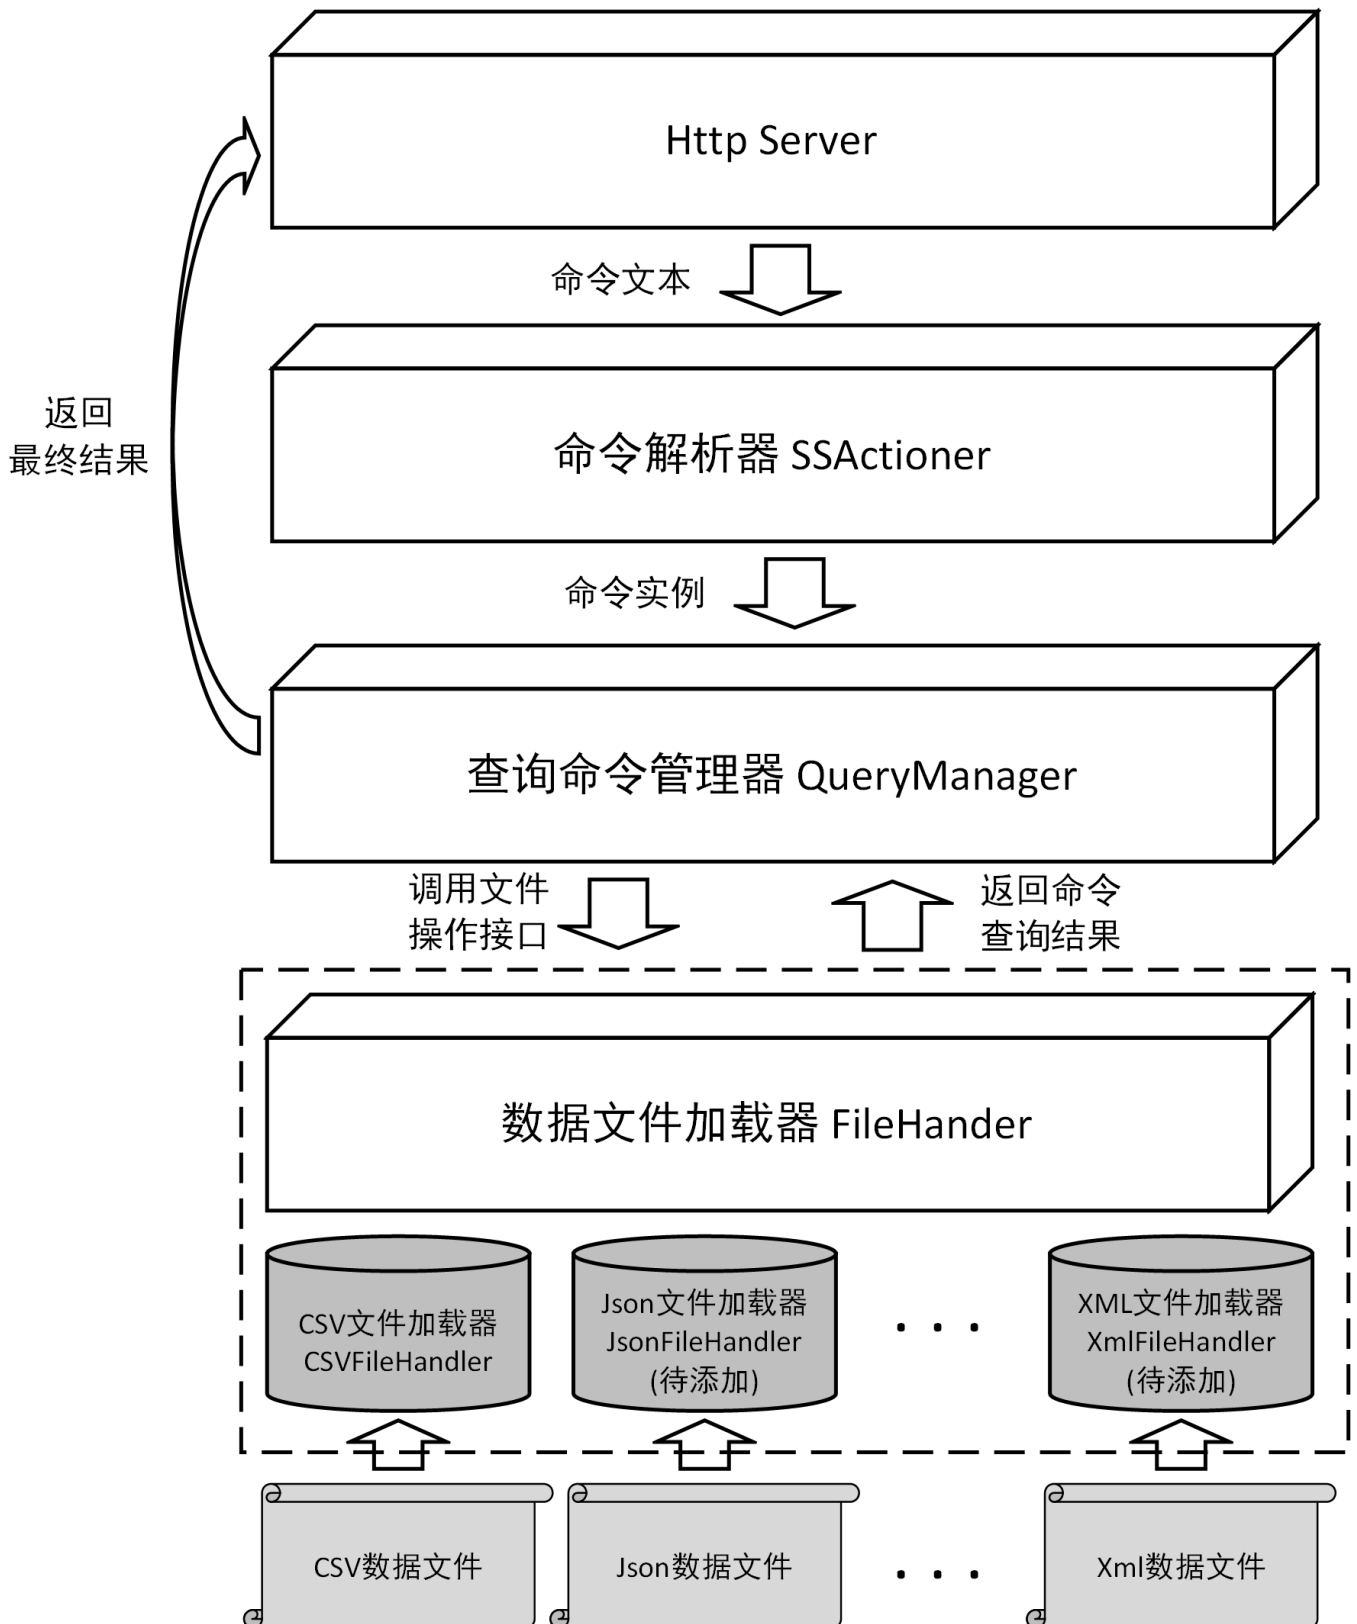 Http Server
命令文本
命令解析器 SSActioner
返回
最终结果
命令实例
查询命令管理器 QueryManager
调用文件
操作接口
返回命令
查询结果
数据文件加载器 FileHander
CSV文件加载器
CSVFileHandler
Json文件加载器
JsonFileHandler
(待添加)
. . .
XML文件加载器
XmlFileHandler
(待添加)
CSV数据文件
Json数据文件
. . .
Xml数据文件